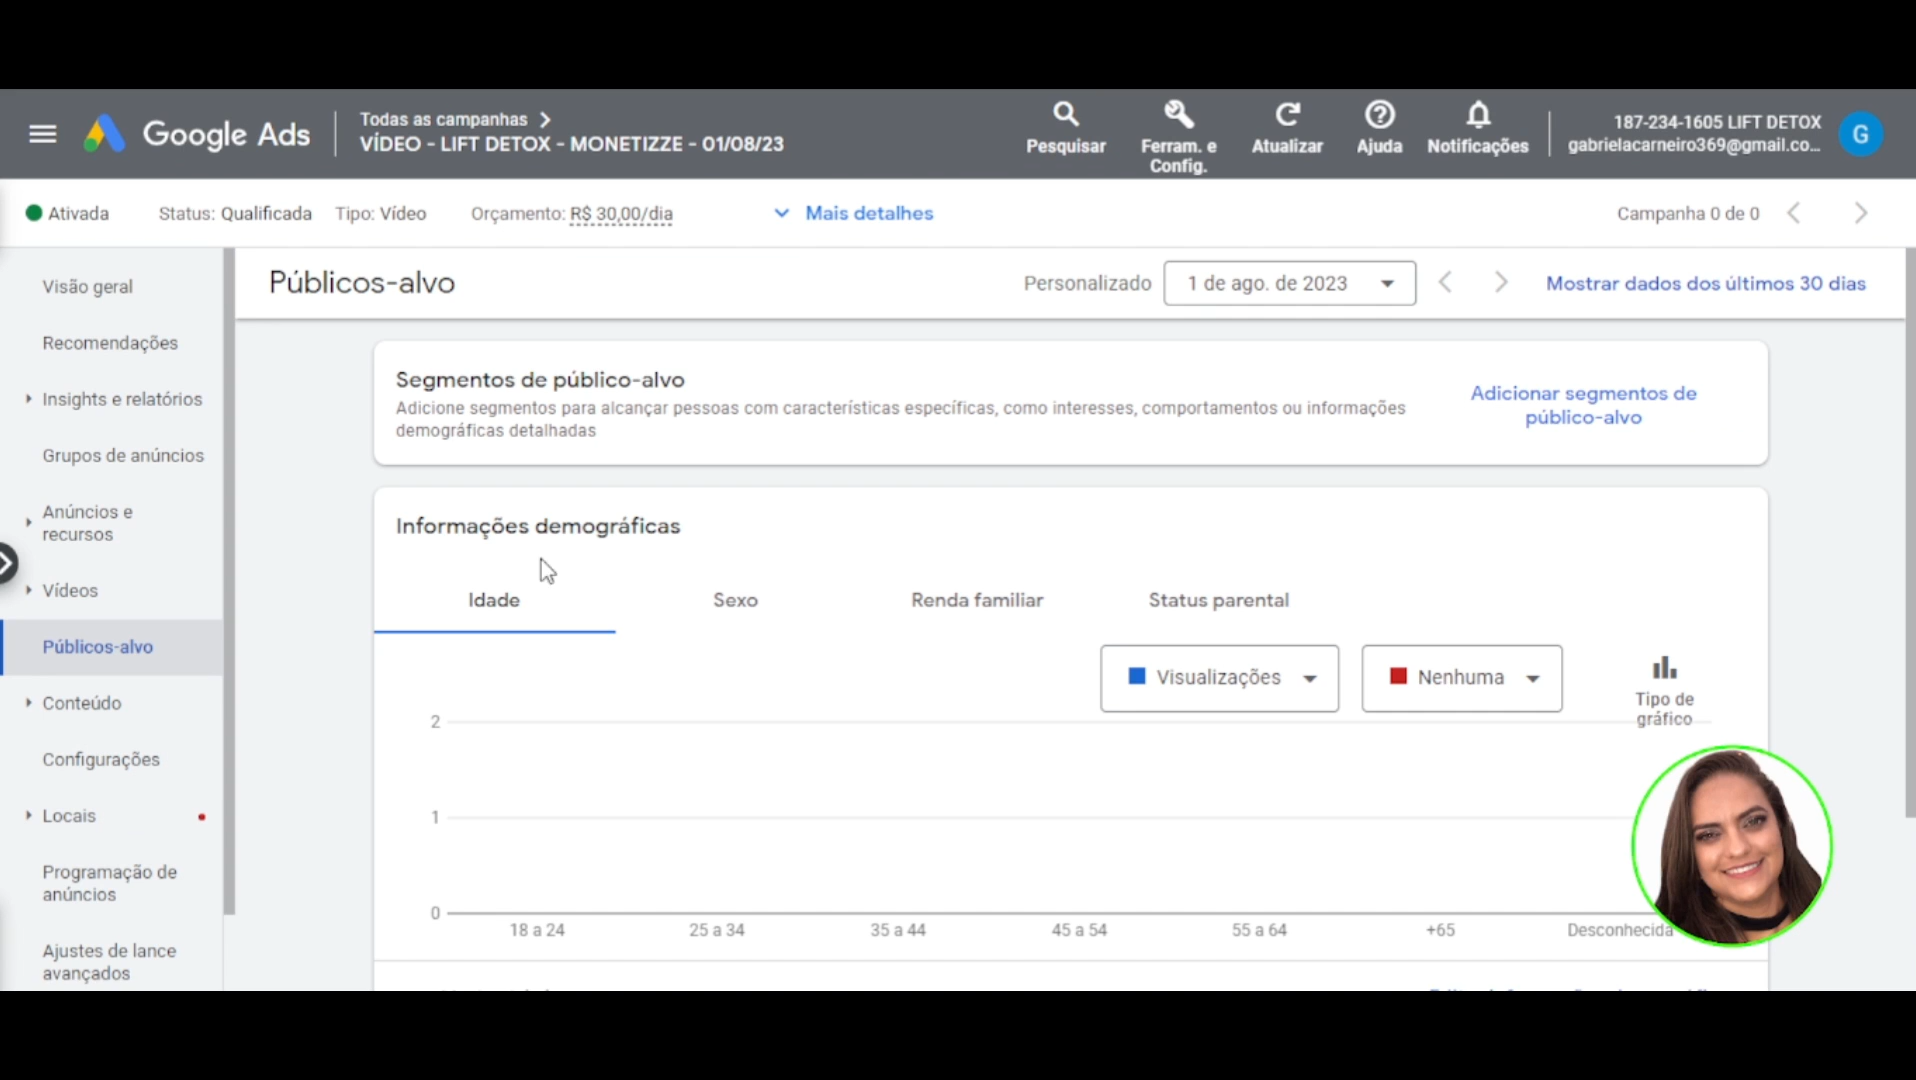 Google Ads
Todas as campanhas
VÍDEO - LIFT DETOX - MONETIZZE - 01/08/23
Pesquisar
Ferram. e
Config.
Atualizar
Ajuda
Notificações
187-234-1605 LIFT DETOX
gabrielacarneiro369@gmail.co...
G
Ativada
Status: Qualificada
Tipo: Vídeo
Orçamento: R$ 30,00/dia
Mais detalhes
Campanha 0 de 0
Visão geral
Recomendações
Insights e relatórios
Grupos de anúncios
Anúncios e
recursos
Vídeos
Públicos-alvo
Conteúdo
Configurações
Locais
Programação de
anúncios
Ajustes de lance
avançados
Públicos-alvo
Personalizado
1 de ago. de 2023
Mostrar dados dos últimos 30 dias
Segmentos de público-alvo
Adicione segmentos para alcançar pessoas com características específicas, como interesses, comportamentos ou informações
demográficas detalhadas
Adicionar segmentos de
público-alvo
Informações demográficas
Idade
Sexo
Renda familiar
Status parental
Visualizações
Nenhuma
Tipo de
gráfico
2
1
0
18 a 24
25 a 34
35 a 44
45 a 54
55 a 64
+65
Desconhecida